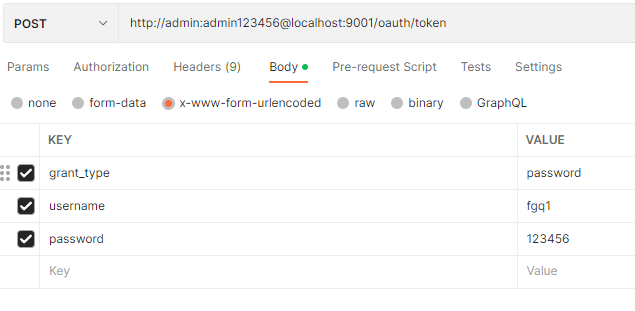 POST http://admin:admin123456@localhost:9001/oauth/token
Params Authorization Headers (9) Body Pre-request Script Tests Settings
none form-data x-www-form-urlencoded raw binary GraphQL
KEY VALUE
grant_type password
username fgq1
password 123456
Key Value